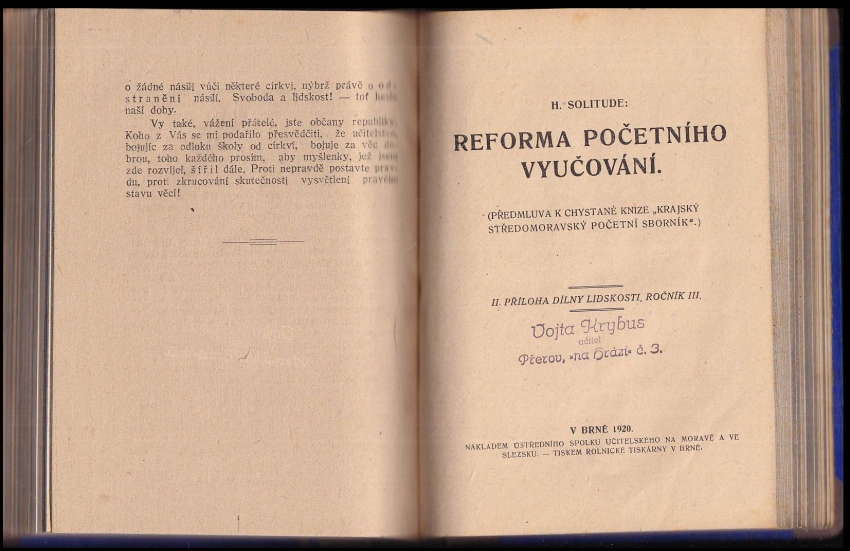 o žádné násilí vůči některé církvi, nýbrž právě o od-
stranění násilí. Svoboda a lidskost! — toť heslo
naší doby.
Vy také, vážení přátelé, jste občany republiky.
Koho z Vás se mi podařilo přesvědčiti, že učitelstvo,
bojujíc za odluku školy od církví, bojuje za věc do-
brou, toho každého prosím, aby myšlenky, jež jsem
zde rozvíjel, šířil dále. Proti nepravdě postavte prav-
du, proti zkrucování skutečnosti vysvětlení pravého
stavu věcí!
H. SOLITUDE:
REFORMA POČETNÍHO
VYUČOVÁNÍ.
(PŘEDMLUVA K CHYSTANÉ KNIZE „KRAJSKÝ
STŘEDOMORAVSKÝ POČETNÍ SBORNÍK“.)
II. PŘÍLOHA DÍLNY LIDSKOSTI, ROČNÍK III.
Vojta Krybus
učitel
Přerov, „na Hrázi“ č. 3.
V BRNĚ 1920.
NÁKLADEM ÚSTŘEDNÍHO SPOLKU UČITELSKÉHO NA MORAVĚ A VE
SLEZSKU. — TISKEM ROLNICKÉ TISKÁRNY V BRNĚ.